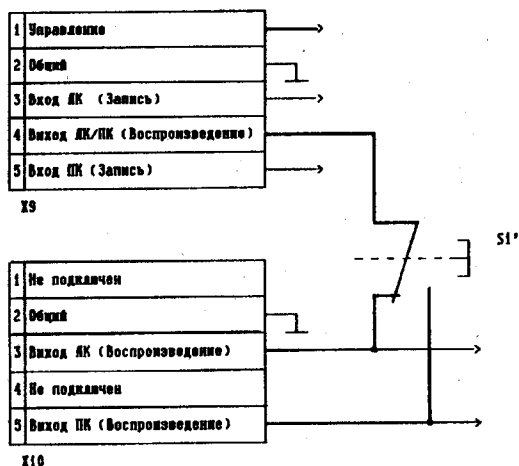 1 Управление
2 Общий
3 Вход ЛК (Запись)
4 Выход ЛК/ПК (Воспроизведение)
5 Вход ПК (Запись)
X9
S1'
1 Не подключен
2 Общий
3 Выход ЛК (Воспроизведение)
4 Не подключен
5 Выход ПК (Воспроизведение)
X10